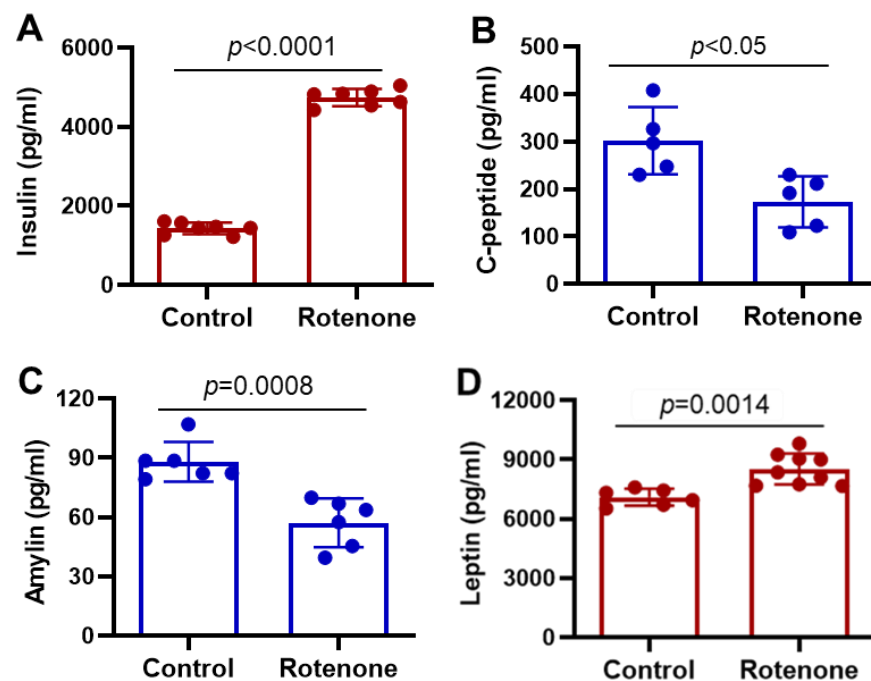 A
p<0.0001
Insulin (pg/ml)
6000
4000
2000
0
Control Rotenone
B
p<0.05
C-peptide (pg/ml)
500
400
300
200
100
0
Control Rotenone
C
p=0.0008
Amylin (pg/ml)
120
90
60
30
0
Control Rotenone
D
p=0.0014
Leptin (pg/ml)
12000
9000
6000
3000
0
Control Rotenone